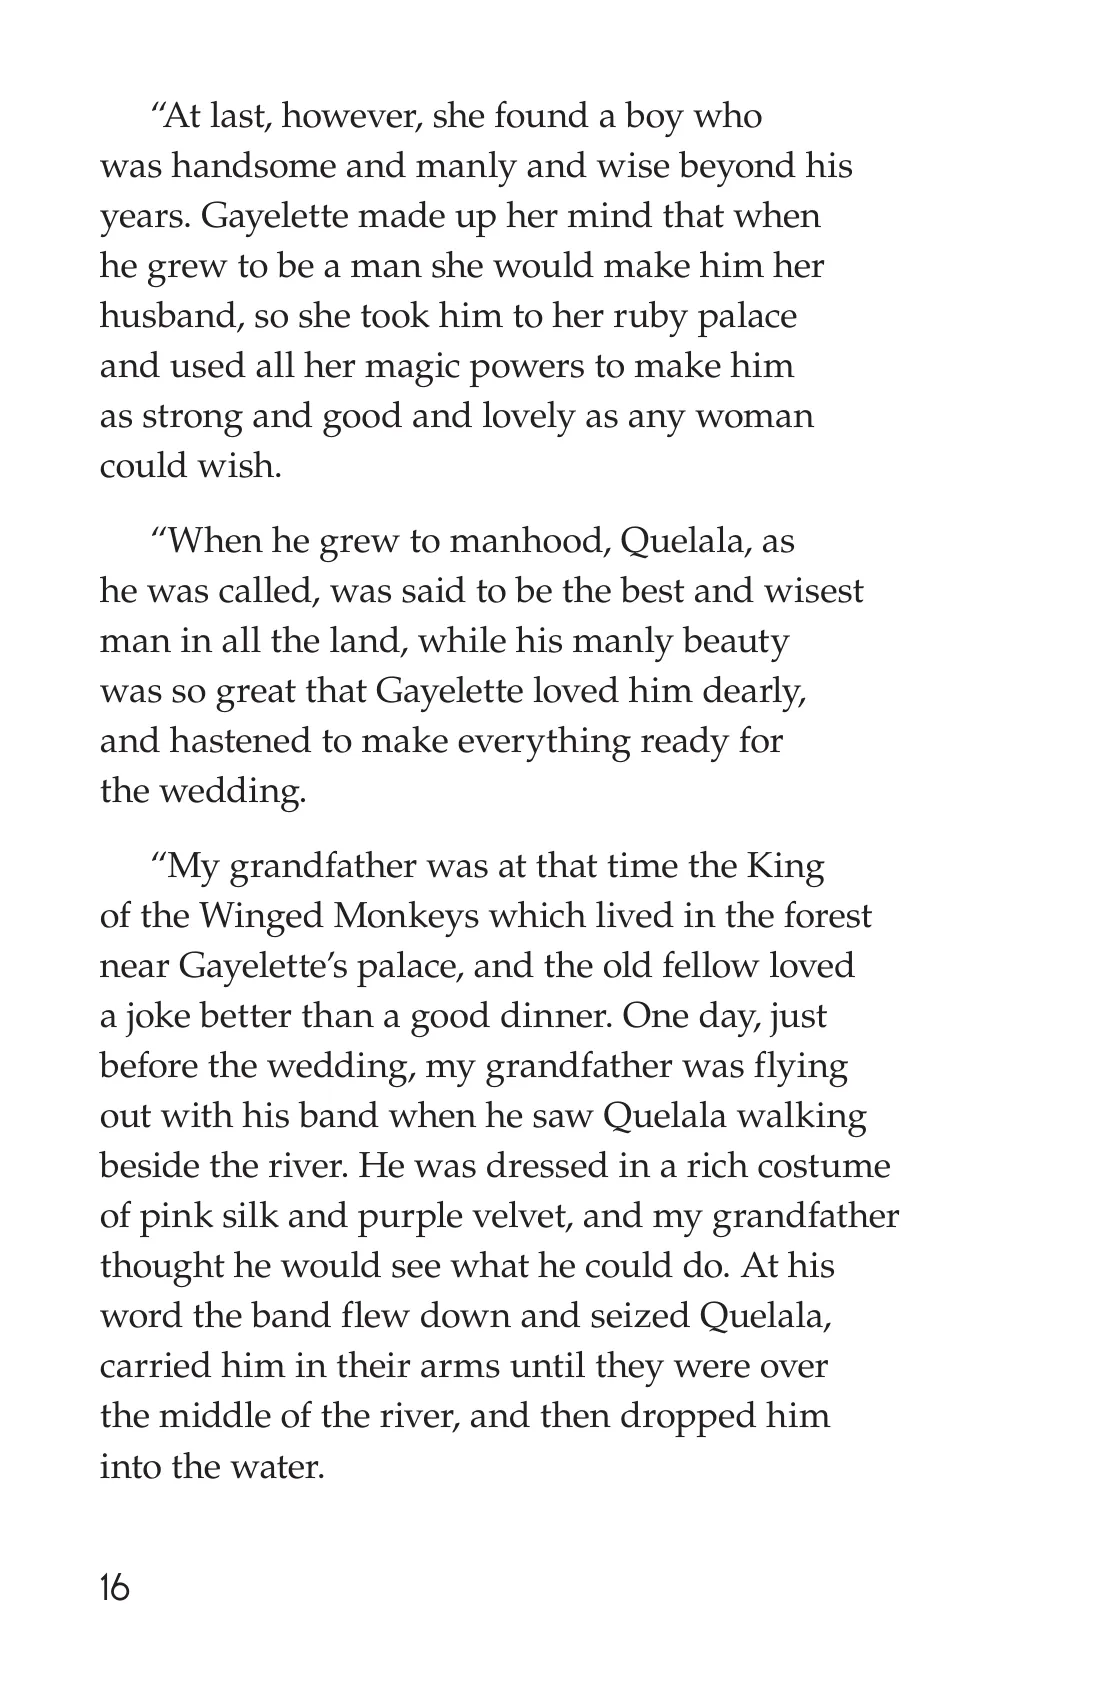 “At last, however, she found a boy who
was handsome and manly and wise beyond his
years. Gayelette made up her mind that when
he grew to be a man she would make him her
husband, so she took him to her ruby palace
and used all her magic powers to make him
as strong and good and lovely as any woman
could wish.
“When he grew to manhood, Quelala, as
he was called, was said to be the best and wisest
man in all the land, while his manly beauty
was so great that Gayelette loved him dearly,
and hastened to make everything ready for
the wedding.
“My grandfather was at that time the King
of the Winged Monkeys which lived in the forest
near Gayelette’s palace, and the old fellow loved
a joke better than a good dinner. One day, just
before the wedding, my grandfather was flying
out with his band when he saw Quelala walking
beside the river. He was dressed in a rich costume
of pink silk and purple velvet, and my grandfather
thought he would see what he could do. At his
word the band flew down and seized Quelala,
carried him in their arms until they were over
the middle of the river, and then dropped him
into the water.
16